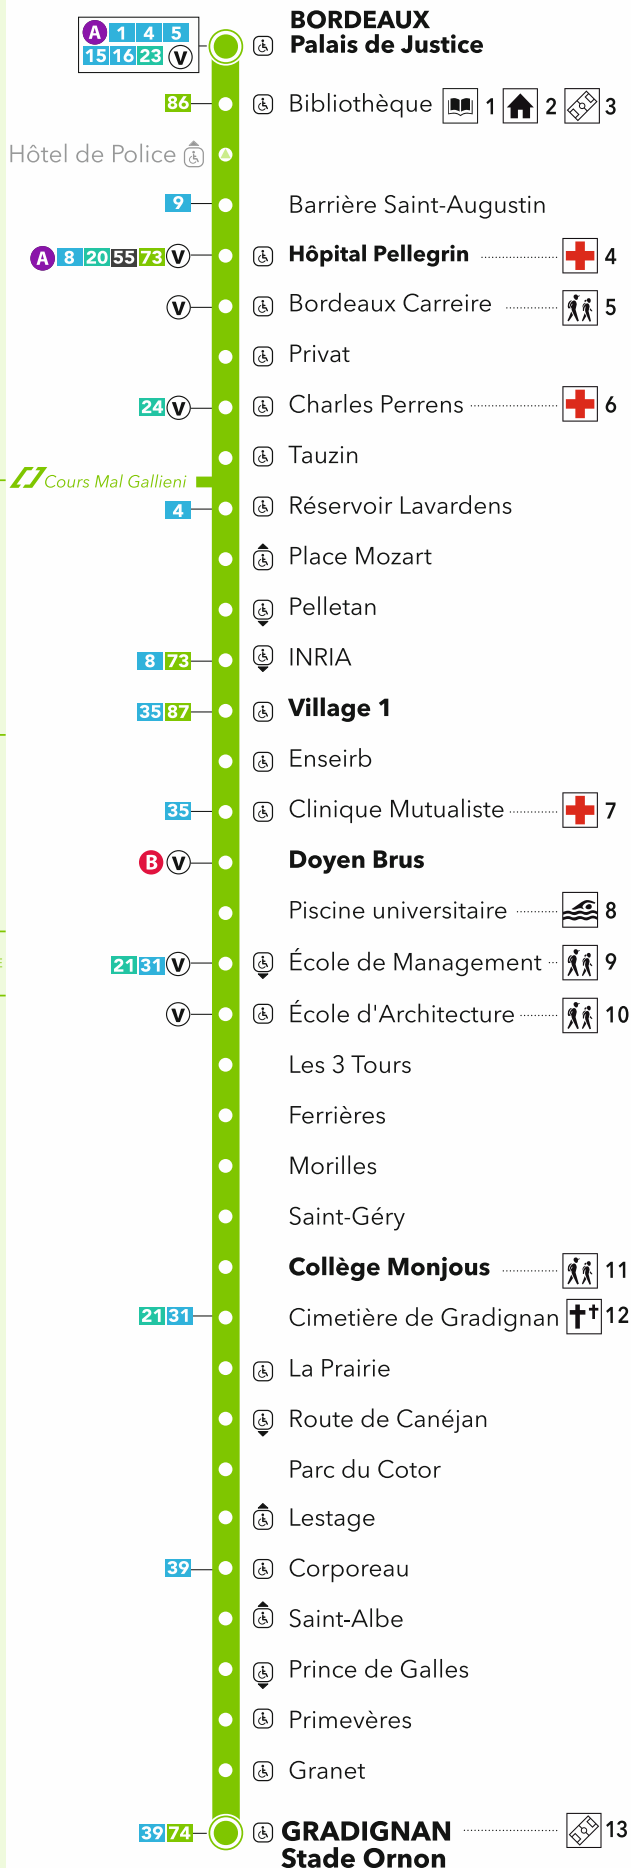 BORDEAUX
A 1 4 5
Palais de Justice
15 16 23 V
86 Bibliothèque 1 2 3
Hôtel de Police
9 Barrière Saint-Augustin
A 8 20 55 73 V Hôpital Pellegrin 4
V Bordeaux Carreire 5
Privat
24 V Charles Perrens 6
Tauzin
Cours Mal Gallieni
4 Réservoir Lavardens
Place Mozart
Pelletan
8 73 INRIA
35 87 Village 1
Enseirb
35 Clinique Mutualiste 7
B V Doyen Brus
Piscine universitaire 8
21 31 V École de Management 9
V École d'Architecture 10
Les 3 Tours
Ferrières
Morilles
Saint-Géry
Collège Monjous 11
21 31 Cimetière de Gradignan 12
La Prairie
Route de Canéjan
Parc du Cotor
Lestage
39 Corporeau
Saint-Albe
Prince de Galles
Primevères
Granet
39 74 GRADIGNAN 13
Stade Ornon